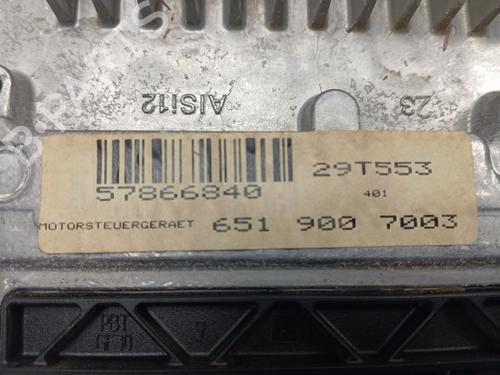 AlSi12
23
57866840
29T553
401
MOTORSTEUERGERAET 651 900 7003
PBT
GF30
7